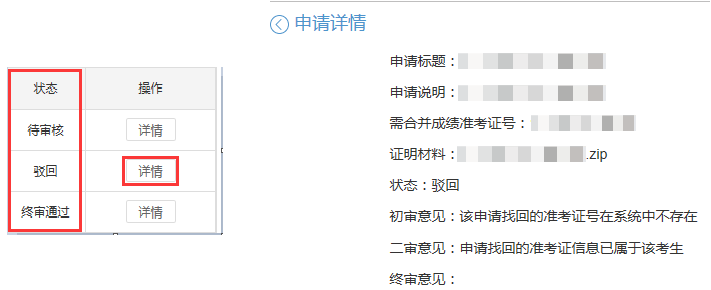 状态 操作
待审核 详情
驳回 详情
终审通过 详情
申请详情
申请标题：
申请说明：
需合并成绩准考证号：
证明材料： .zip
状态：驳回
初审意见：该申请找回的准考证号在系统中不存在
二审意见：申请找回的准考证信息已属于该考生
终审意见：